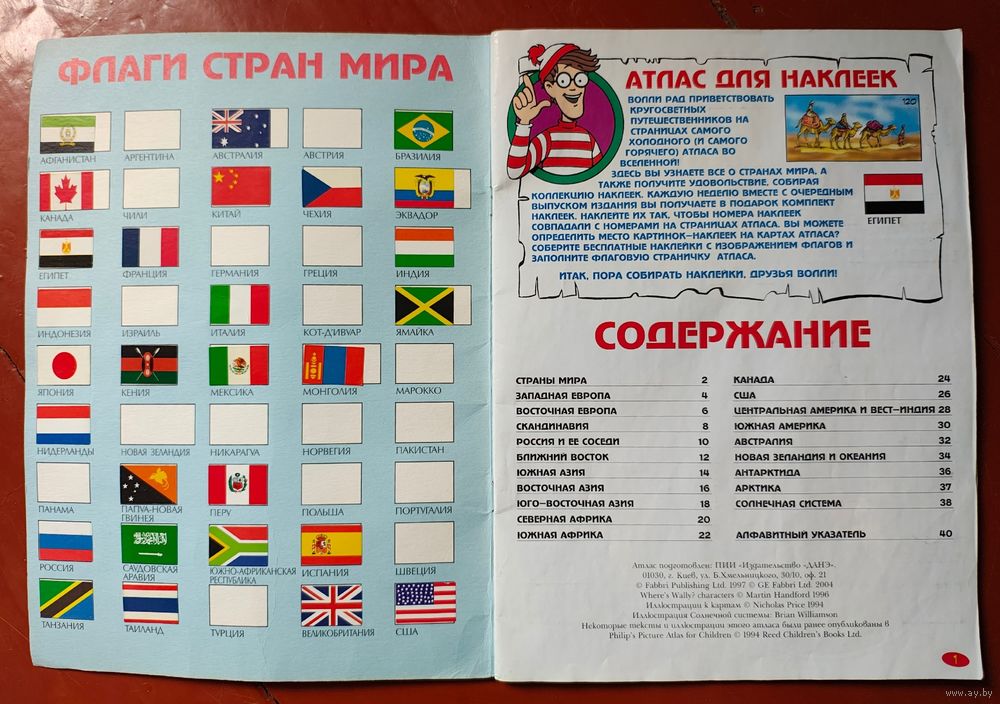 ФЛАГИ СТРАН МИРА
АФГАНИСТАН
АРГЕНТИНА
АВСТРАЛИЯ
АВСТРИЯ
БРАЗИЛИЯ
КАНАДА
ЧИЛИ
КИТАЙ
ЧЕХИЯ
ЭКВАДОР
ЕГИПЕТ
ФРАНЦИЯ
ГЕРМАНИЯ
ГРЕЦИЯ
ИНДИЯ
ИНДОНЕЗИЯ
ИЗРАИЛЬ
ИТАЛИЯ
КОТ-Д'ИВУАР
ЯМАЙКА
ЯПОНИЯ
КЕНИЯ
МЕКСИКА
МОНГОЛИЯ
МАРОККО
НИДЕРЛАНДЫ
НОВАЯ ЗЕЛАНДИЯ
НИКАРАГУА
НОРВЕГИЯ
ПАКИСТАН
ПАНАМА
ПАПУА-НОВАЯ
ГВИНЕЯ
ПЕРУ
ПОЛЬША
ПОРТУГАЛИЯ
РОССИЯ
САУДОВСКАЯ
АРАВИЯ
ЮЖНО-АФРИКАНСКАЯ
РЕСПУБЛИКА
ИСПАНИЯ
ШВЕЦИЯ
ТАНЗАНИЯ
ТАИЛАНД
ТУРЦИЯ
ВЕЛИКОБРИТАНИЯ
США
АТЛАС ДЛЯ НАКЛЕЕК
ВОЛЛИ РАД ПРИВЕТСТВОВАТЬ
КРУГОСВЕТНЫХ
ПУТЕШЕСТВЕННИКОВ НА
СТРАНИЦАХ САМОГО
ХОЛОДНОГО (И САМОГО
ГОРЯЧЕГО) АТЛАСА ВО
ВСЕЛЕННОЙ!
120
ЗДЕСЬ ВЫ УЗНАЕТЕ ВСЕ О СТРАНАХ МИРА, А
ТАКЖЕ ПОЛУЧИТЕ УДОВОЛЬСТВИЕ, СОБИРАЯ
КОЛЛЕКЦИЮ НАКЛЕЕК. КАЖДУЮ НЕДЕЛЮ ВМЕСТЕ С ОЧЕРЕДНЫМ
ВЫПУСКОМ ИЗДАНИЯ ВЫ ПОЛУЧАЕТЕ В ПОДАРОК КОМПЛЕКТ
НАКЛЕЕК. НАКЛЕЙТЕ ИХ ТАК, ЧТОБЫ НОМЕРА НАКЛЕЕК
СОВПАДАЛИ С НОМЕРАМИ НА СТРАНИЦАХ АТЛАСА. ВЫ МОЖЕТЕ
ОПРЕДЕЛИТЬ МЕСТО КАРТИНОК-НАКЛЕЕК НА КАРТАХ АТЛАСА?
СОБЕРИТЕ БЕСПЛАТНЫЕ НАКЛЕЙКИ С ИЗОБРАЖЕНИЕМ ФЛАГОВ И
ЗАПОЛНИТЕ ФЛАГОВУЮ СТРАНИЧКУ АТЛАСА.
ЕГИПЕТ
ИТАК, ПОРА СОБИРАТЬ НАКЛЕЙКИ, ДРУЗЬЯ ВОЛЛИ!
СОДЕРЖАНИЕ
СТРАНЫ МИРА 2
ЗАПАДНАЯ ЕВРОПА 4
ВОСТОЧНАЯ ЕВРОПА 6
СКАНДИНАВИЯ 8
РОССИЯ И ЕЕ СОСЕДИ 10
БЛИЖНИЙ ВОСТОК 12
ЮЖНАЯ АЗИЯ 14
ВОСТОЧНАЯ АЗИЯ 16
ЮГО-ВОСТОЧНАЯ АЗИЯ 18
СЕВЕРНАЯ АФРИКА 20
ЮЖНАЯ АФРИКА 22
КАНАДА 24
США 26
ЦЕНТРАЛЬНАЯ АМЕРИКА И ВЕСТ-ИНДИЯ 28
ЮЖНАЯ АМЕРИКА 30
АВСТРАЛИЯ 32
НОВАЯ ЗЕЛАНДИЯ И ОКЕАНИЯ 34
АНТАРКТИДА 36
АРКТИКА 37
СОЛНЕЧНАЯ СИСТЕМА 38
АЛФАВИТНЫЙ УКАЗАТЕЛЬ 40
Атлас подготовлен: ПИИ «Издательство «ДАНЭ».
01030, г. Киев, ул. Б.Хмельницкого, 30/10, оф. 21
© Fabbri Publishing Ltd. 1997 © GE Fabbri Ltd. 2004
Where's Wally? characters © Martin Handford 1996
Иллюстрации к картам © Nicholas Price 1994
Иллюстрация Солнечной системы: Brian Williamson
Некоторые тексты и иллюстрации этого атласа были ранее опубликованы в
Philip's Picture Atlas for Children © 1994 Reed Children's Books Ltd.
1
www.ay.by